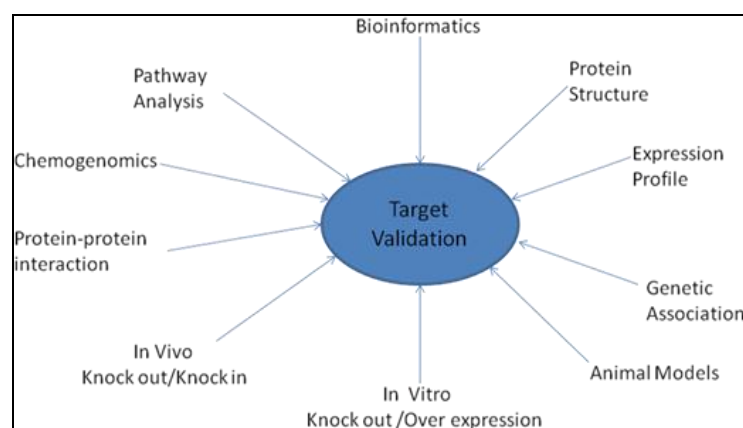 Bioinformatics
Pathway
Analysis
Protein
Structure
Chemogenomics
Expression
Profile
Target
Validation
Protein-protein
interaction
Genetic
Association
In Vivo
Knock out/Knock in
Animal Models
In Vitro
Knock out /Over expression